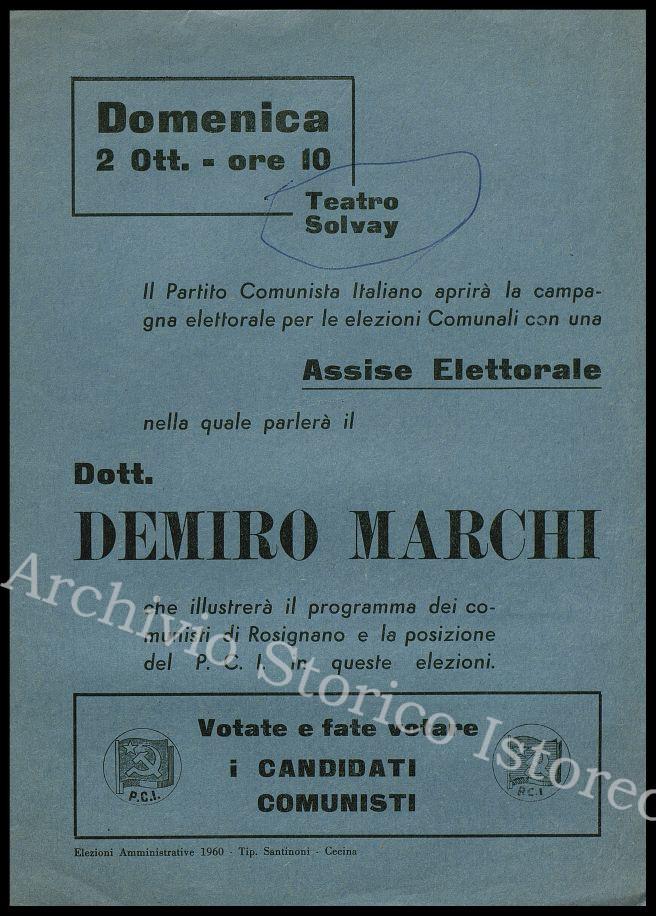 Domenica
2 Ott. - ore 10
Teatro
Solvay
Il Partito Comunista Italiano aprirà la campa-
gna elettorale per le elezioni Comunali con una
Assise Elettorale
nella quale parlerà il
Dott.
DEMIRO MARCHI
che illustrerà il programma dei co-
munisti di Rosignano e la posizione
del P. C. I. in queste elezioni.
Votate e fate votare
i CANDIDATI
COMUNISTI
P.C.I.
P.C.I
Elezioni Amministrative 1960 - Tip. Santinoni - Cecina
Archivio Storico Istoreco